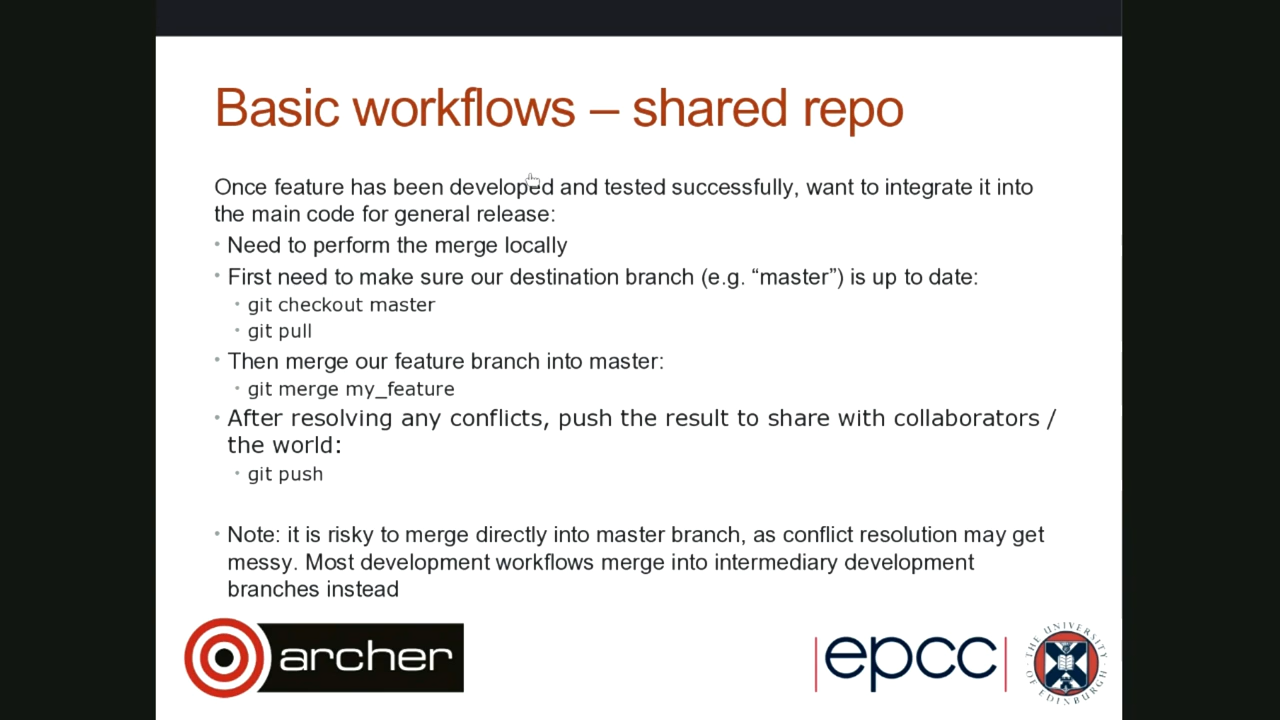 Basic workflows – shared repo
Once feature has been developed and tested successfully, want to integrate it into
the main code for general release:
• Need to perform the merge locally
• First need to make sure our destination branch (e.g. “master”) is up to date:
• git checkout master
• git pull
• Then merge our feature branch into master:
• git merge my_feature
• After resolving any conflicts, push the result to share with collaborators /
the world:
• git push
• Note: it is risky to merge directly into master branch, as conflict resolution may get
messy. Most development workflows merge into intermediary development
branches instead
archer
epcc
THE UNIVERSITY
OF EDINBURGH